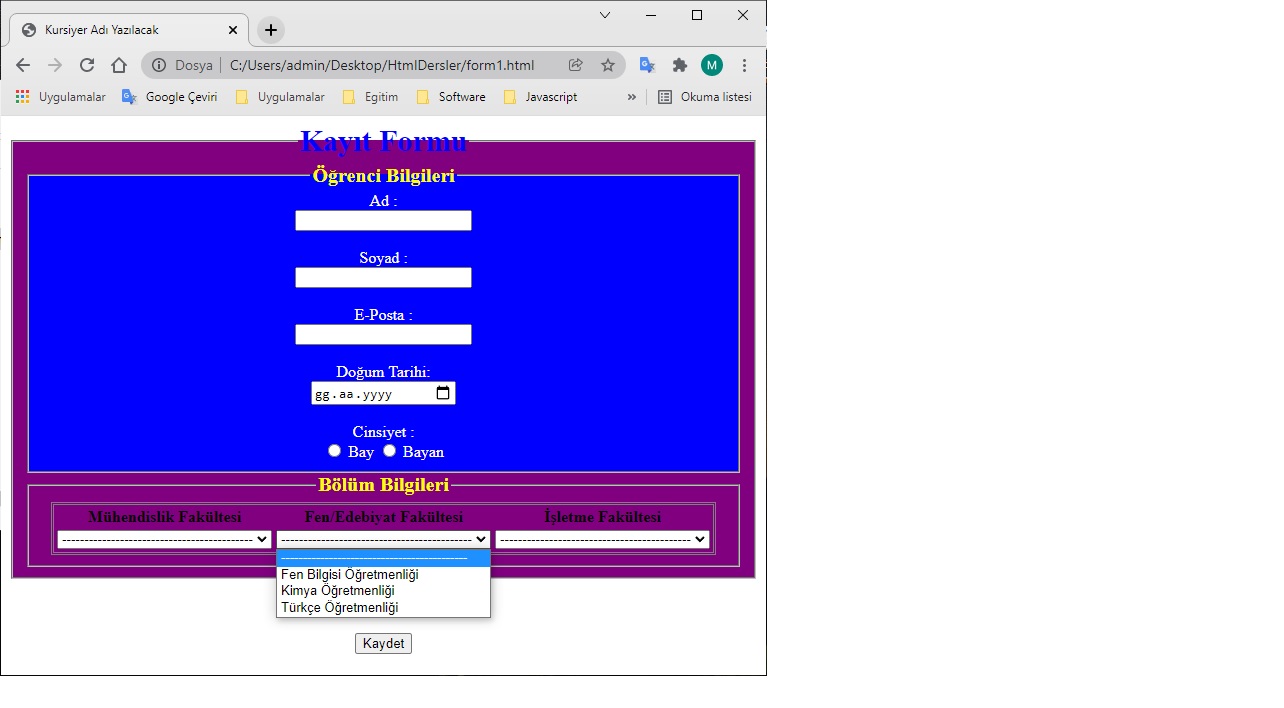 Kursiyer Adı Yazılacak
Dosya | C:/Users/admin/Desktop/HtmlDersler/form1.html M
Uygulamalar Google Çeviri Uygulamalar Egitim Software Javascript » Okuma listesi
Kayıt Formu
Öğrenci Bilgileri
Ad :
Soyad :
E-Posta :
Doğum Tarihi:
gg.aa.yyyy
Cinsiyet :
Bay Bayan
Bölüm Bilgileri
Mühendislik Fakültesi Fen/Edebiyat Fakültesi İşletme Fakültesi
------------------------------------------ ------------------------------------------ ------------------------------------------
------------------------------------------
Fen Bilgisi Öğretmenliği
Kimya Öğretmenliği
Türkçe Öğretmenliği
Kaydet